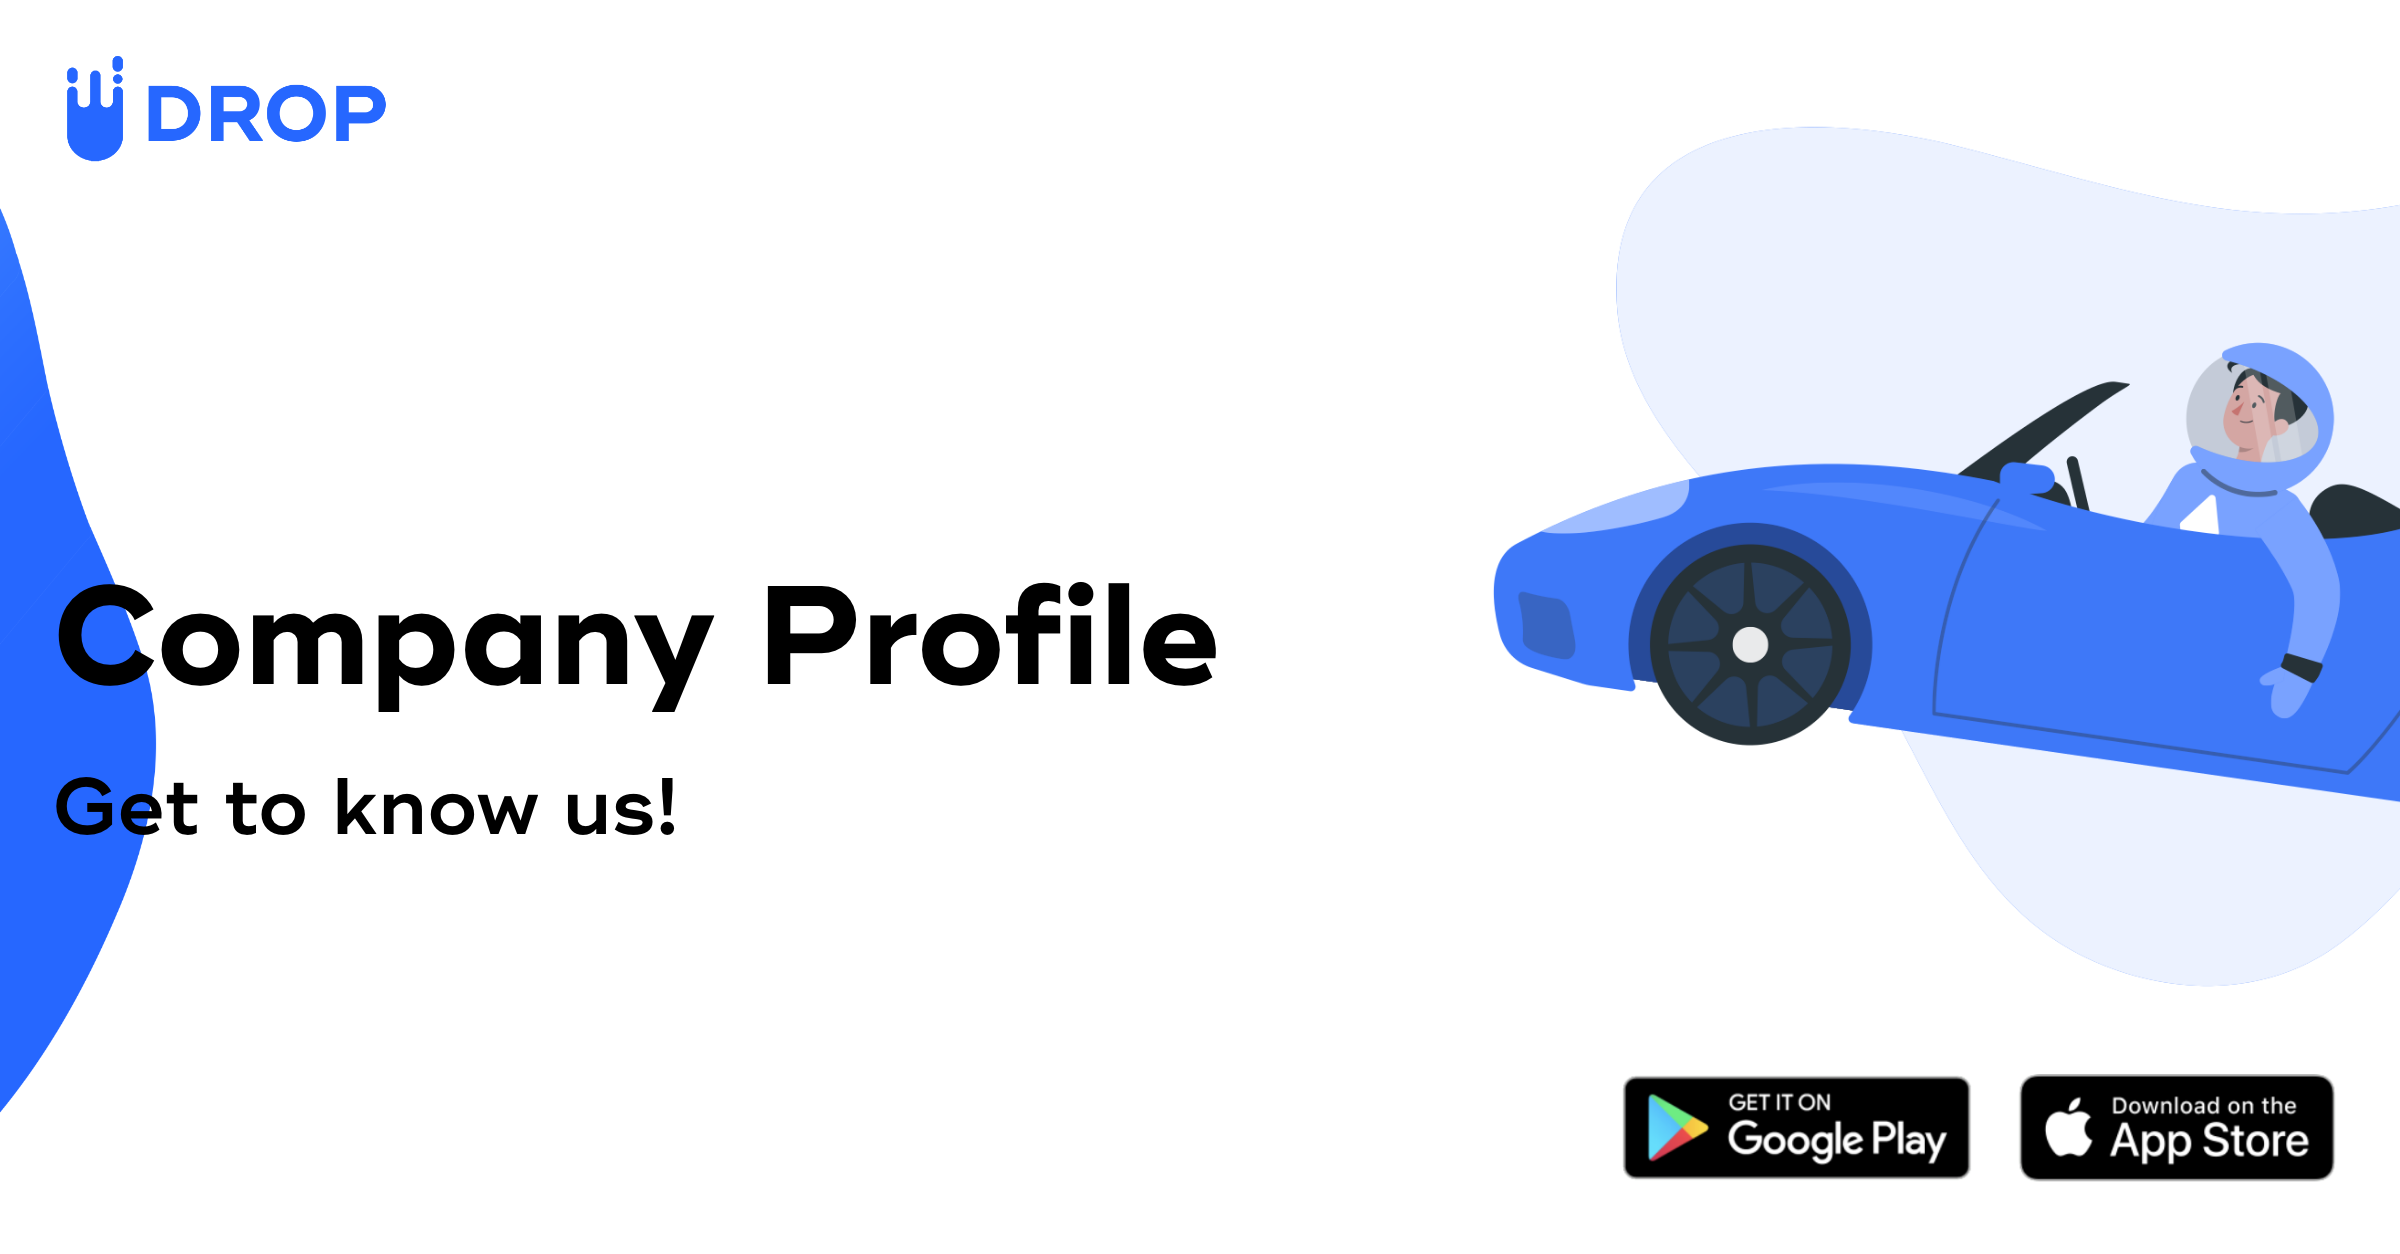 DROP
Company Profile
Get to know us!
GET IT ON
Google Play
Download on the
App Store